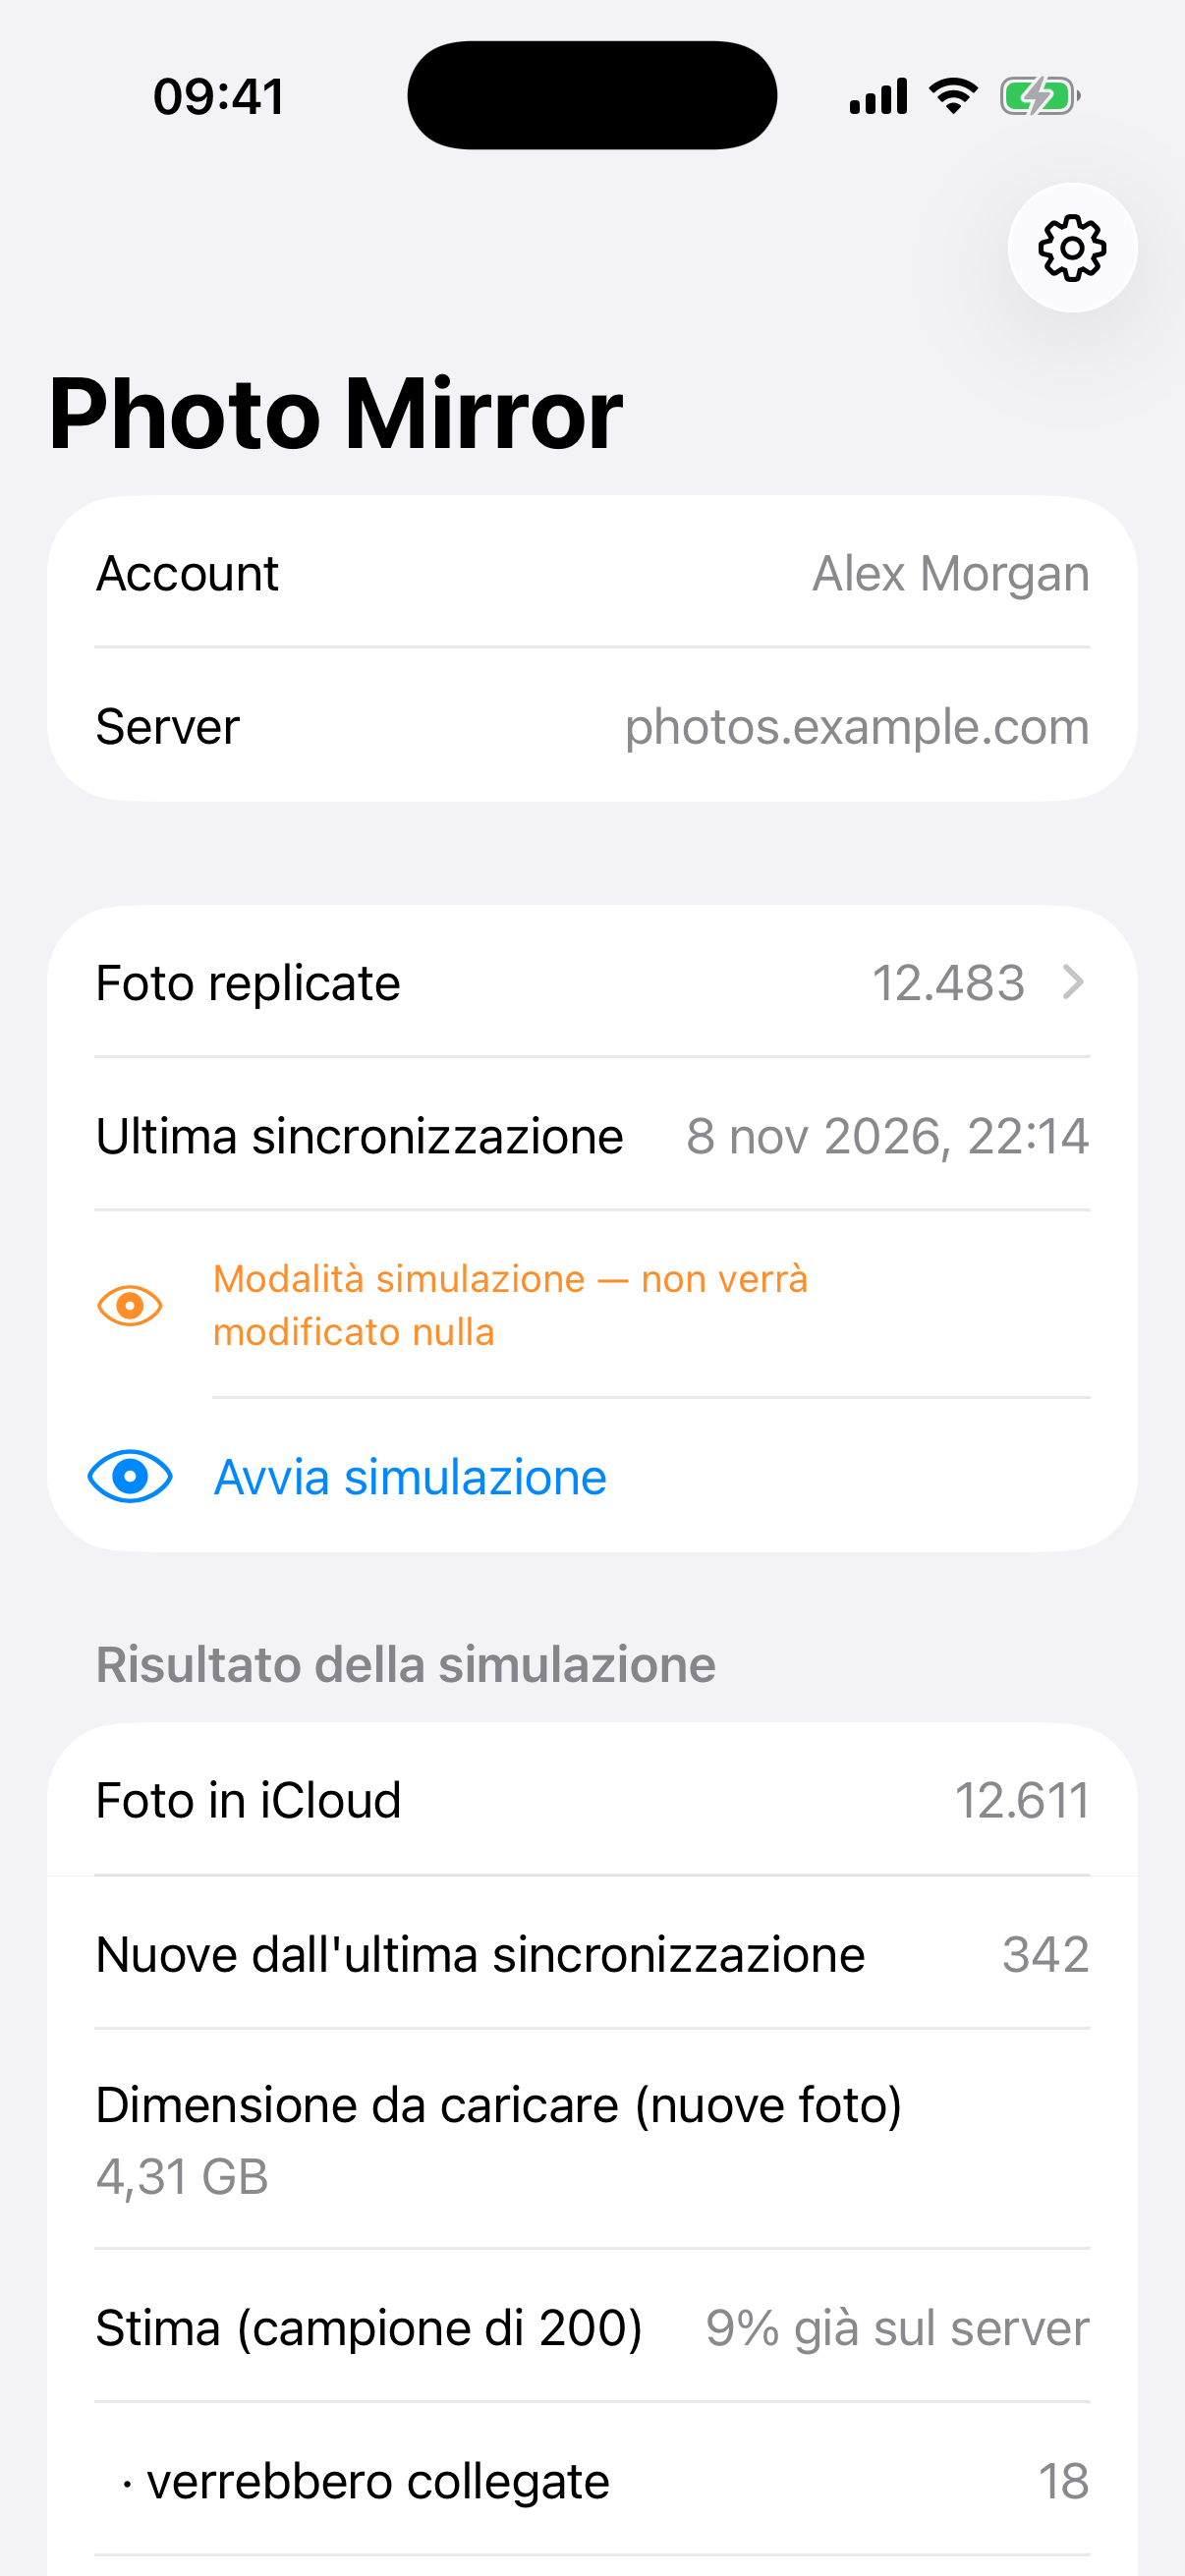 09:41
Photo Mirror
Account Alex Morgan
Server photos.example.com
Foto replicate 12.483
Ultima sincronizzazione 8 nov 2026, 22:14
Modalità simulazione — non verrà
modificato nulla
Avvia simulazione
Risultato della simulazione
Foto in iCloud 12.611
Nuove dall'ultima sincronizzazione 342
Dimensione da caricare (nuove foto)
4,31 GB
Stima (campione di 200) 9% già sul server
· verrebbero collegate 18